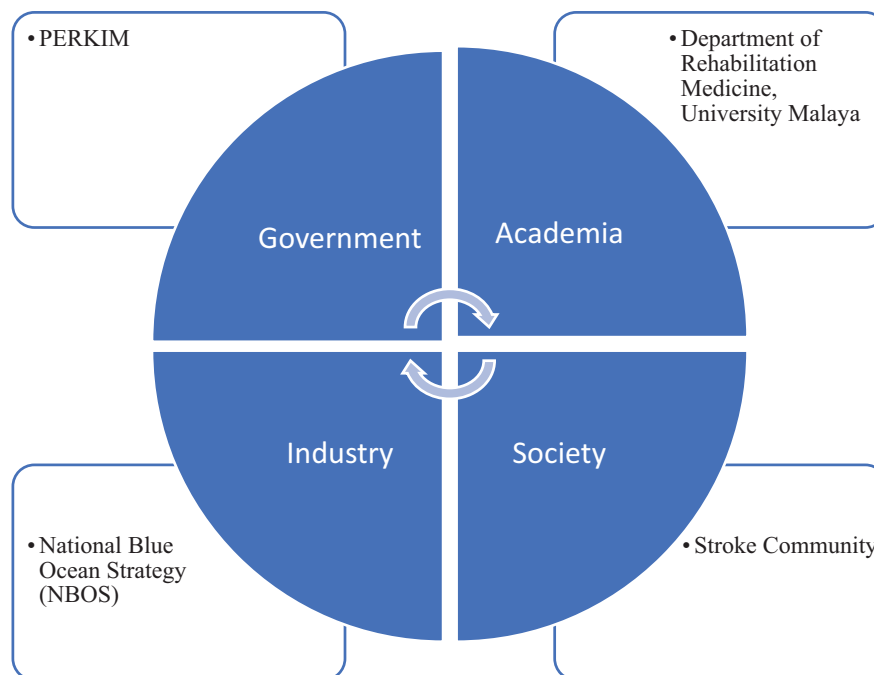 • PERKIM
• Department of
Rehabilitation
Medicine,
University Malaya
Government
Academia
Industry
Society
• National Blue
Ocean Strategy
(NBOS)
• Stroke Community